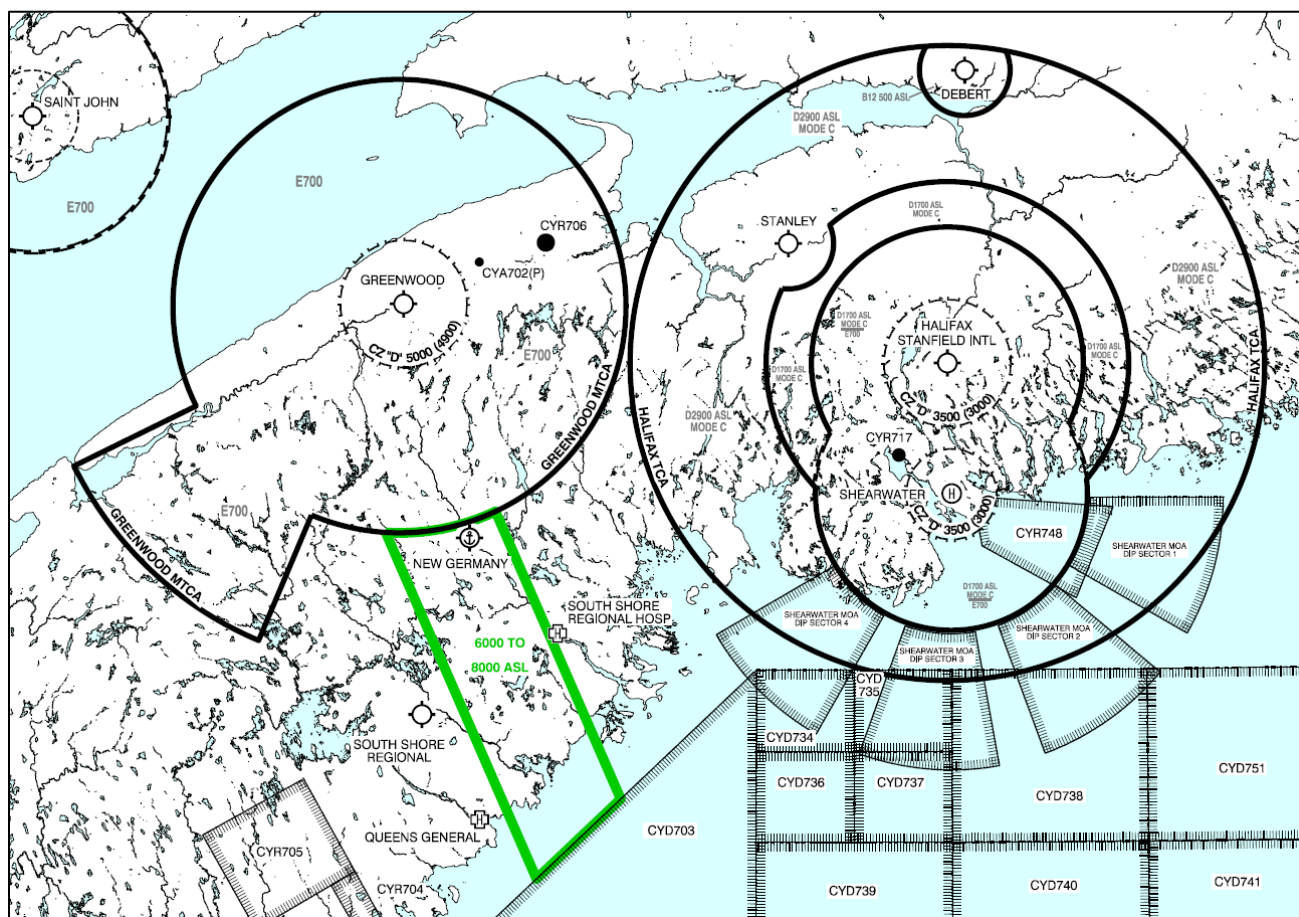 SAINT JOHN
E700
E700
GREENWOOD
CZ "D" 5000 (4900)
CYR706
CYA702(P)
E700
GREENWOOD MTCA
E700
GREENWOOD MTCA
NEW GERMANY
SOUTH SHORE
REGIONAL HOSP.
6000 TO
8000 ASL
SOUTH SHORE
REGIONAL
QUEENS GENERAL
CYR705
CYR704
B12 500 ASL
DEBERT
D2900 ASL
MODE C
STANLEY
D1700 ASL
MODE C
D2900 ASL
MODE C
D1700 ASL
MODE C
E700
HALIFAX
STANFIELD INTL
CZ "D" 3500 (3000)
D1700 ASL
MODE C
D1700 ASL
MODE C
HALIFAX TCA
HALIFAX TCA
D2900 ASL
MODE C
CYR717
SHEARWATER
H
CZ "D" 3500 (3000)
CYR748
SHEARWATER MOA
DIP SECTOR 1
D1700 ASL
MODE C
E700
SHEARWATER MOA
DIP SECTOR 4
SHEARWATER MOA
DIP SECTOR 3
SHEARWATER MOA
DIP SECTOR 2
H
H
CYD
735
CYD734
CYD736
CYD737
CYD738
CYD751
CYD703
CYD739
CYD740
CYD741